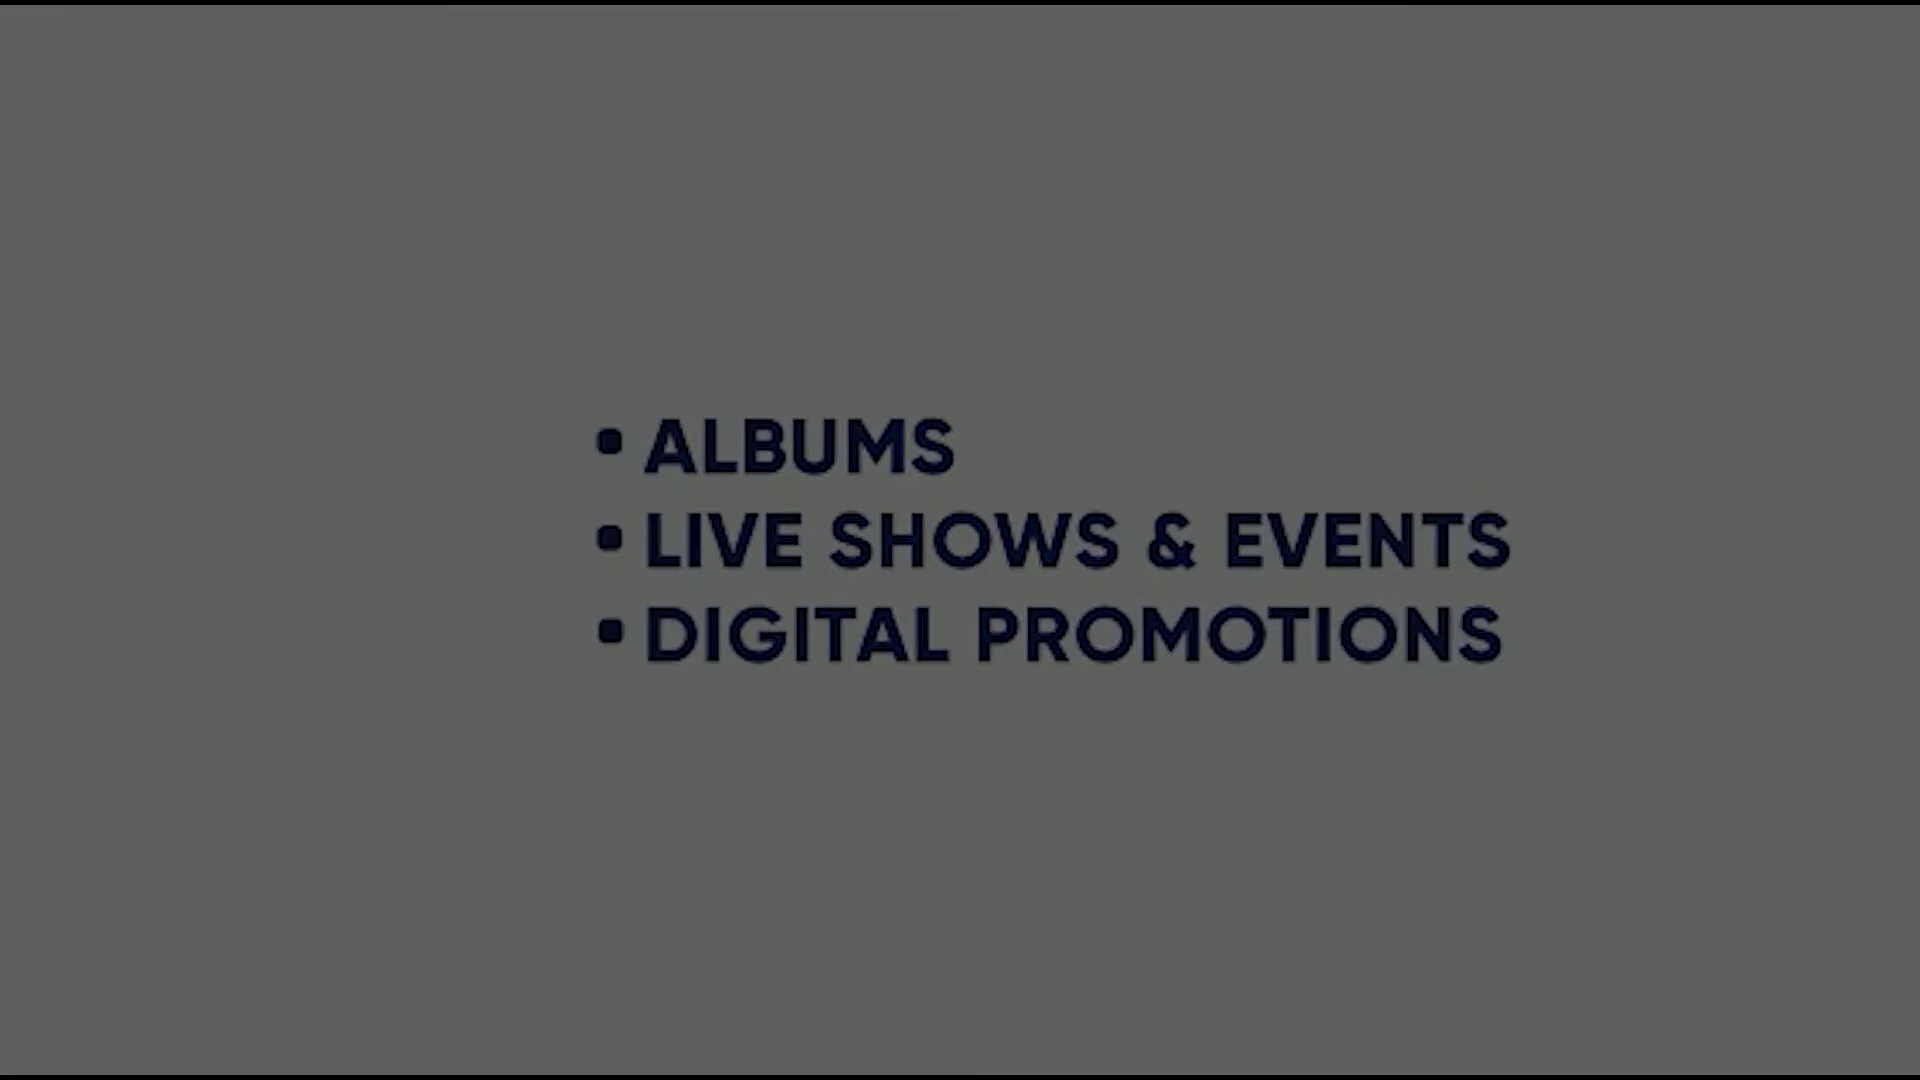 • ALBUMS
• LIVE SHOWS & EVENTS
• DIGITAL PROMOTIONS